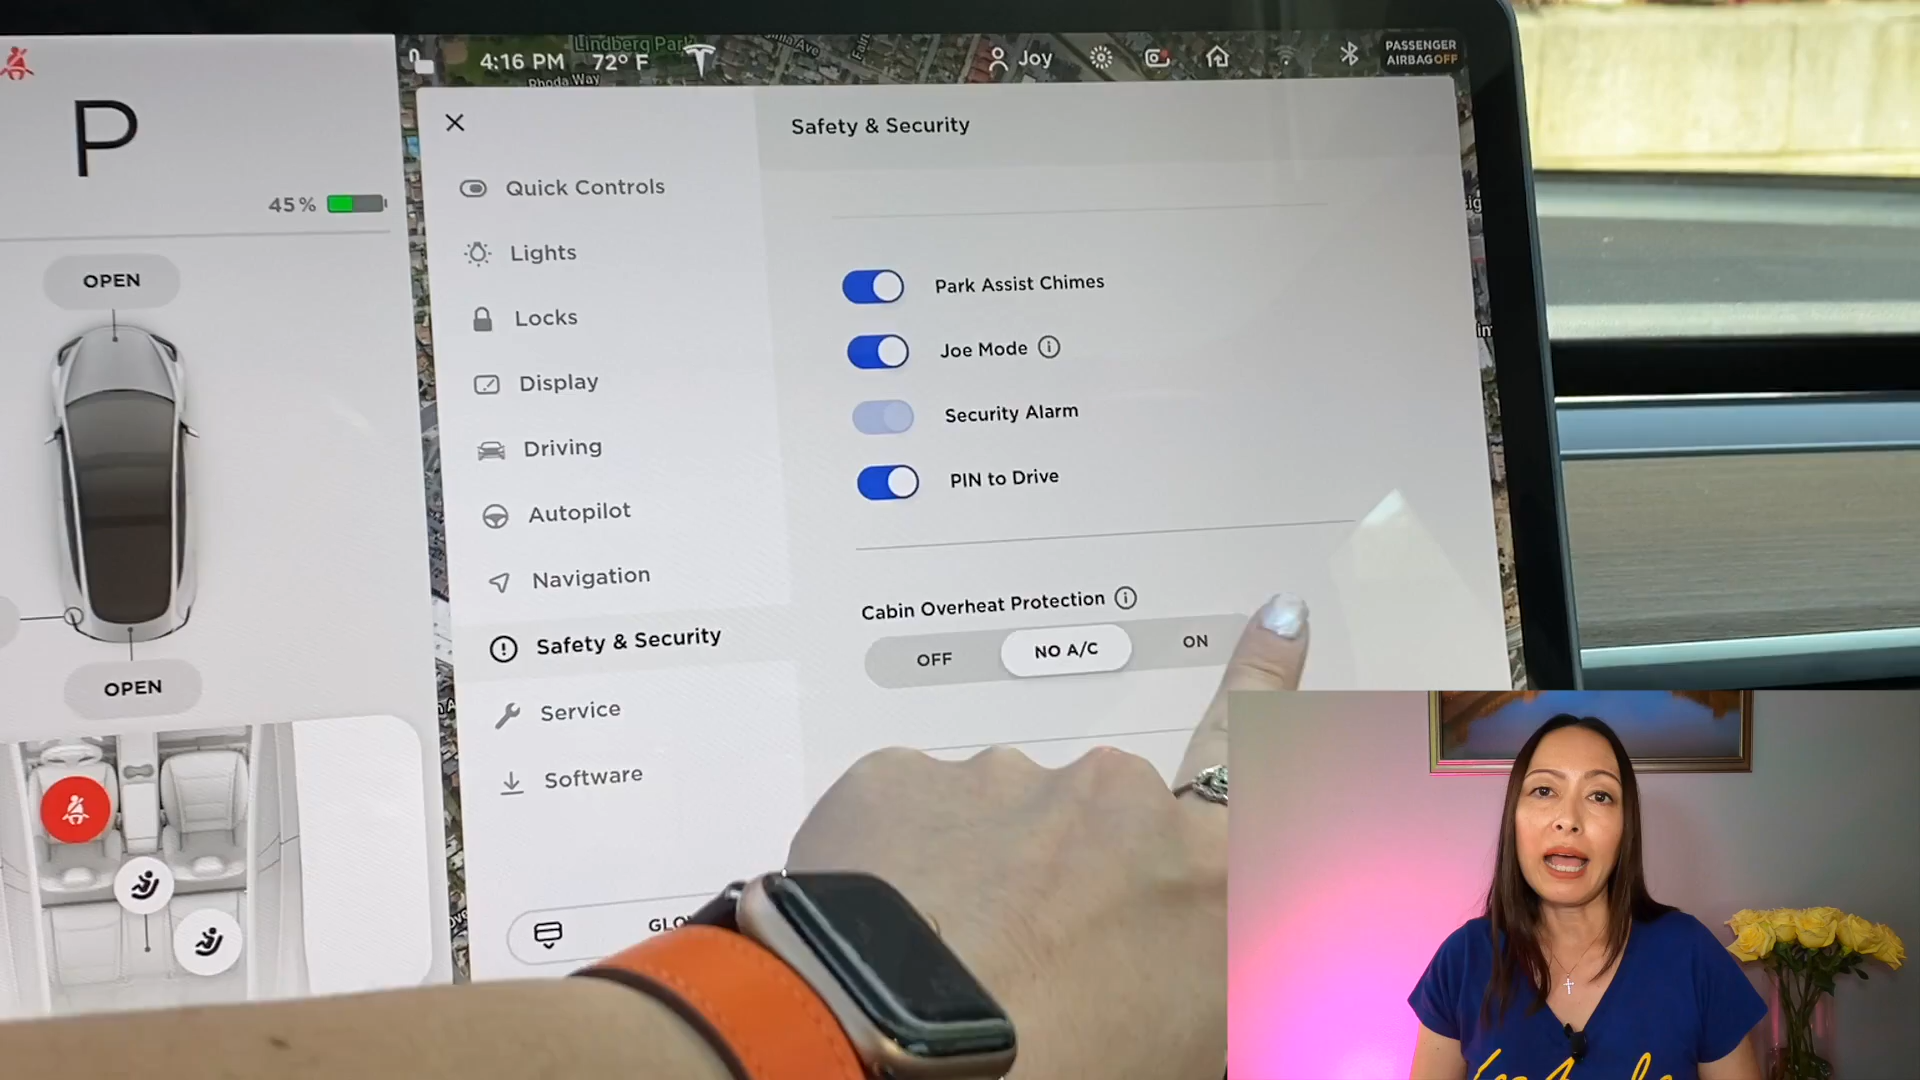 Lindberg Park
4:16 PM 72° F
Rhoda Way
Joy
PASSENGER
AIRBAG OFF
P
45 %
OPEN
OPEN
Safety & Security
Quick Controls
Lights
Locks
Display
Driving
Autopilot
Navigation
Safety & Security
Service
Software
Park Assist Chimes
Joe Mode
Security Alarm
PIN to Drive
Cabin Overheat Protection
OFF
NO A/C
ON